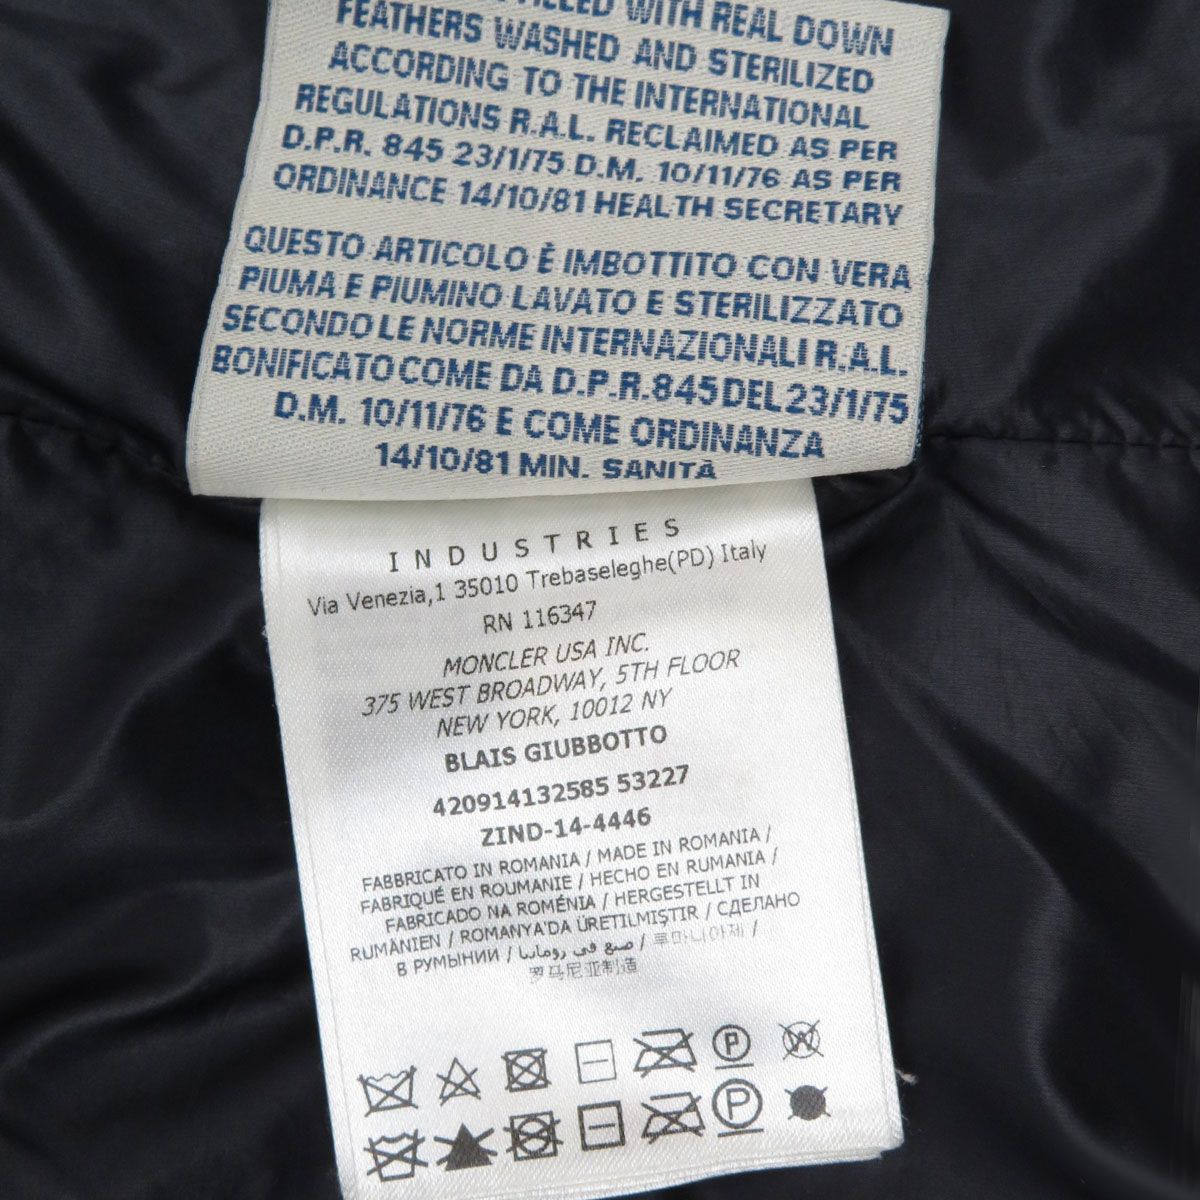 FILLED WITH REAL DOWN
FEATHERS WASHED AND STERILIZED
ACCORDING TO THE INTERNATIONAL
REGULATIONS R.A.L. RECLAIMED AS PER
D.P.R. 845 23/1/75 D.M. 10/11/76 AS PER
ORDINANCE 14/10/81 HEALTH SECRETARY
QUESTO ARTICOLO È IMBOTTITO CON VERA
PIUMA E PIUMINO LAVATO E STERILIZZATO
SECONDO LE NORME INTERNAZIONALI R.A.L.
BONIFICATO COME DA D.P.R.845 DEL 23/1/75
D.M. 10/11/76 E COME ORDINANZA
14/10/81 MIN. SANITÀ
INDUSTRIES
Via Venezia,1 35010 Trebaseleghe(PD) Italy
RN 116347
MONCLER USA INC.
375 WEST BROADWAY, 5TH FLOOR
NEW YORK, 10012 NY
BLAIS GIUBBOTTO
420914132585 53227
ZIND-14-4446
FABBRICATO IN ROMANIA / MADE IN ROMANIA /
FABRIQUÉ EN ROUMANIE / HECHO EN RUMANIA /
FABRICADO NA ROMÉNIA / HERGESTELLT IN
RUMÄNIEN / ROMANYA'DA ÜRETILMIŞTIR / СДЕЛАНО
В РУМЫНИИ / صنع في رومانيا / 루마니아제 /
罗马尼亚制造
P W
P